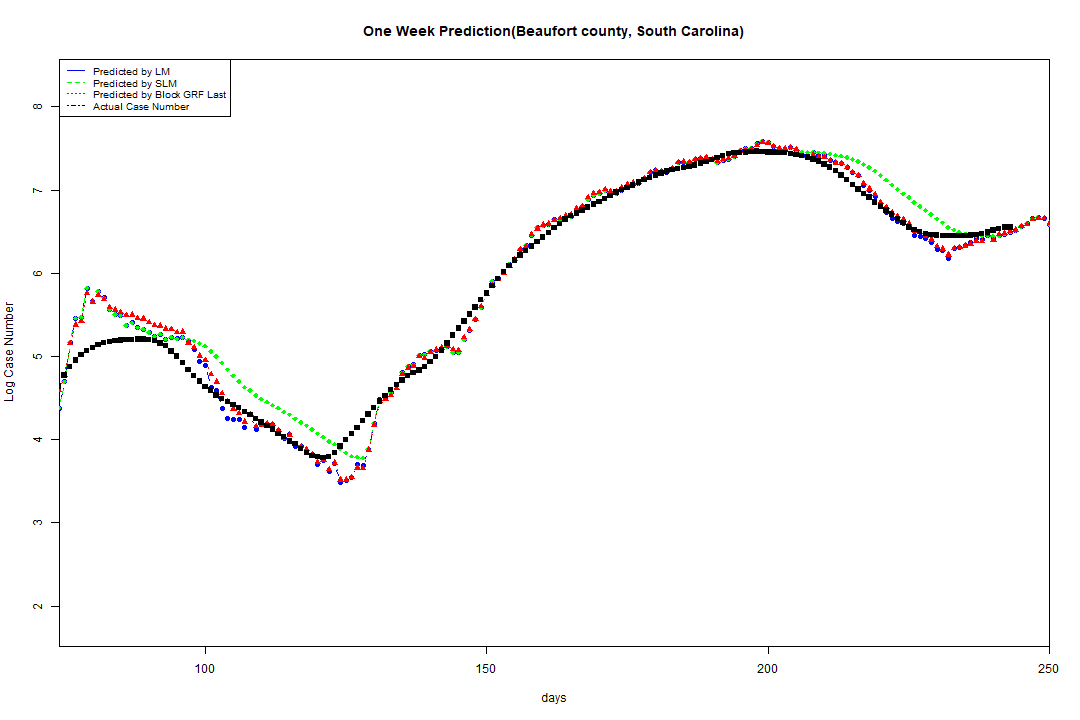 One Week Prediction(Beaufort county, South Carolina)
Predicted by LM
Predicted by SLM
Predicted by Block GRF Last
Actual Case Number
Log Case Number
8
7
6
5
4
3
2
100 150 200 250
days